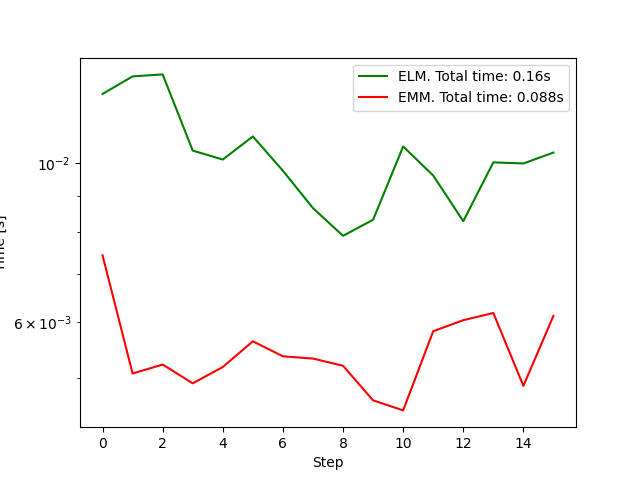 ELM. Total time: 0.16s
EMM. Total time: 0.088s
10⁻²
6 × 10⁻³
Time [s]
0 2 4 6 8 10 12 14
Step